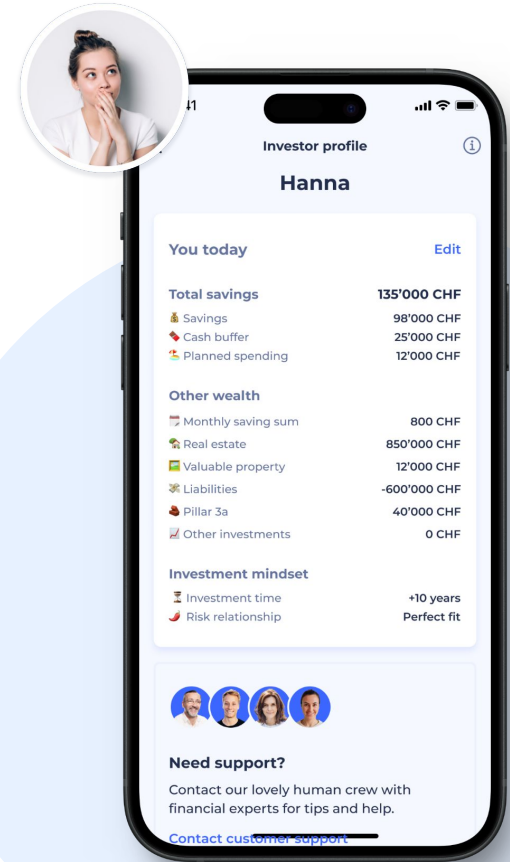 41
Investor profile
Hanna
You today Edit
Total savings 135’000 CHF
Savings 98’000 CHF
Cash buffer 25’000 CHF
Planned spending 12’000 CHF
Other wealth
Monthly saving sum 800 CHF
Real estate 850’000 CHF
Valuable property 12’000 CHF
Liabilities -600’000 CHF
Pillar 3a 40’000 CHF
Other investments 0 CHF
Investment mindset
Investment time +10 years
Risk relationship Perfect fit
Need support?
Contact our lovely human crew with
financial experts for tips and help.
Contact customer support